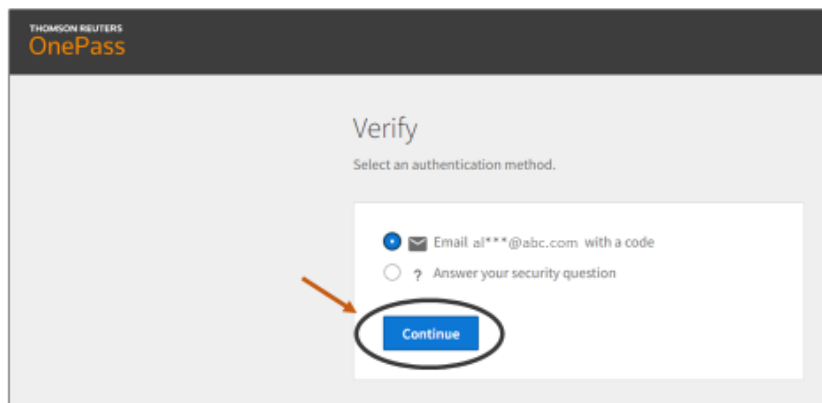 THOMSON REUTERS
OnePass
Verify
Select an authentication method.
Email al***@abc.com with a code
? Answer your security question
Continue